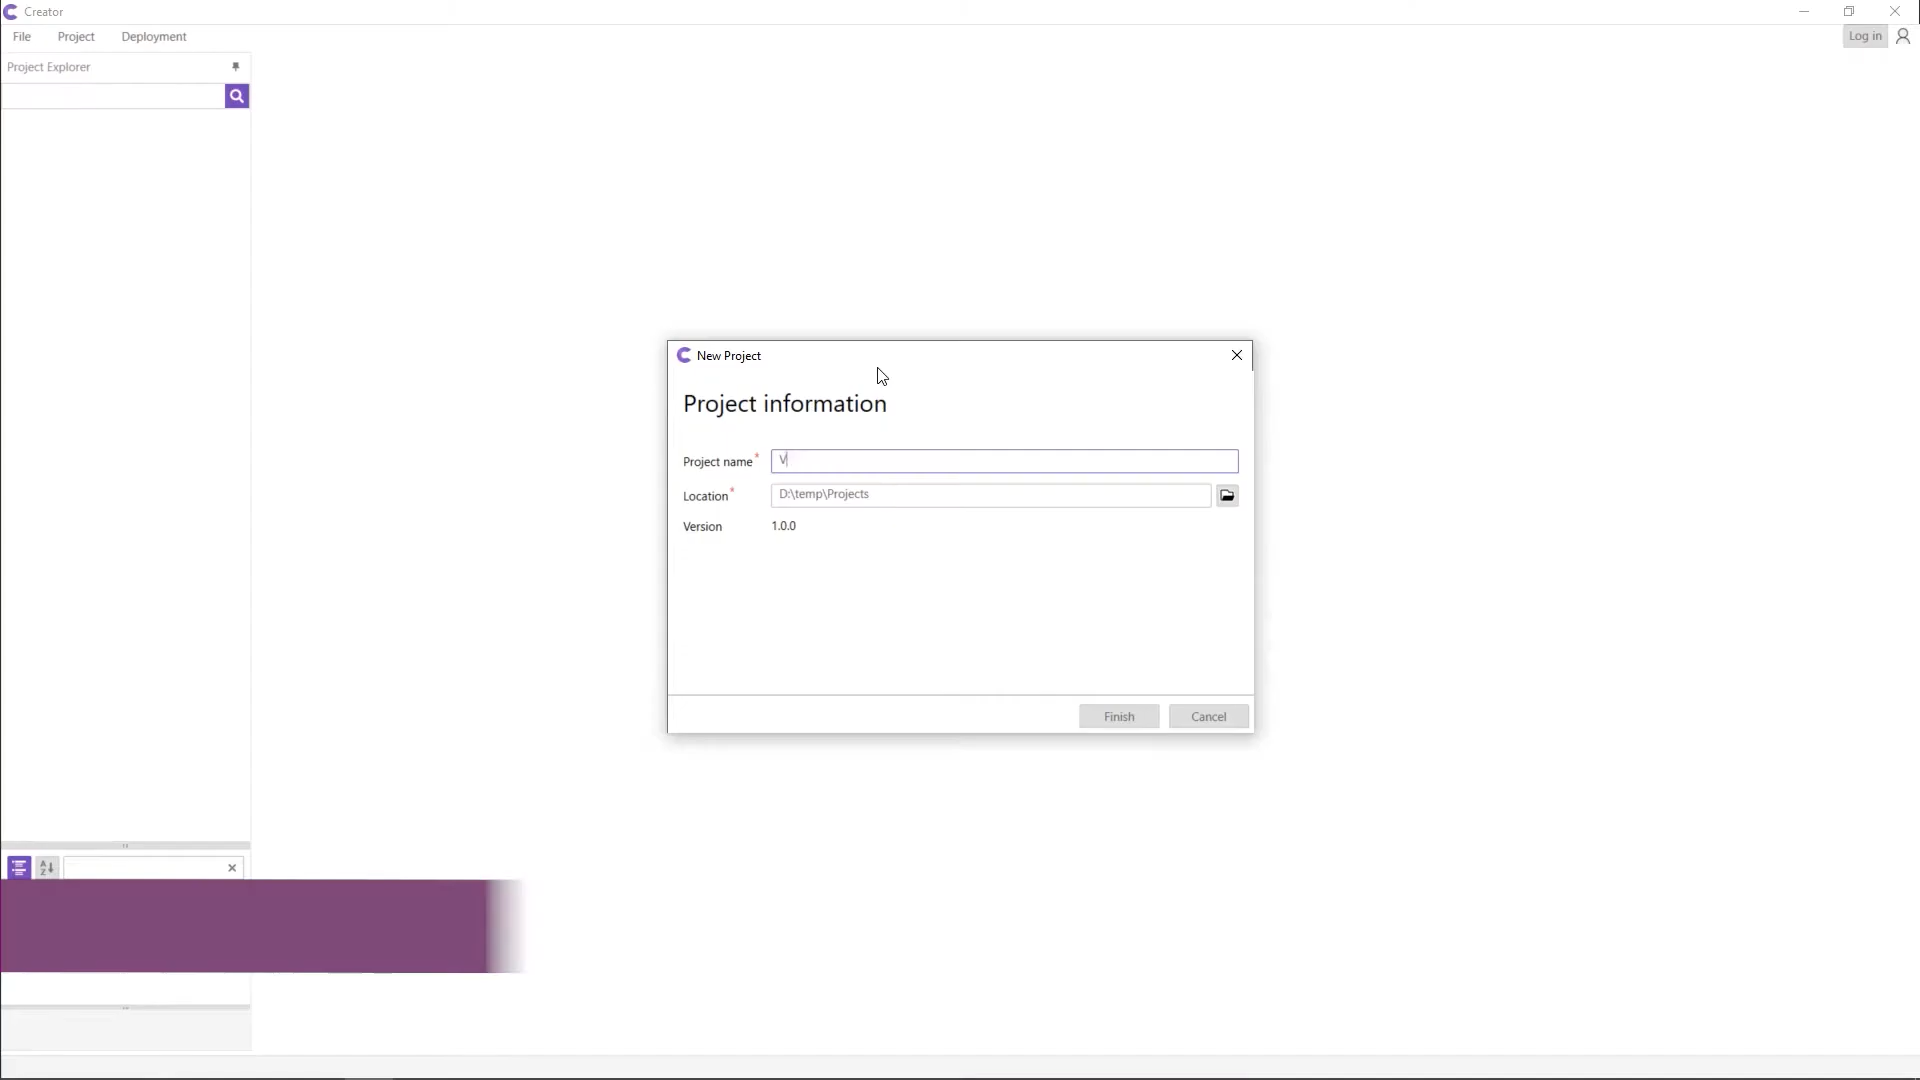 Creator
File Project Deployment
Log in
Project Explorer
New Project
Project information
Project name* V
Location* D:\temp\Projects
Version 1.0.0
Finish Cancel